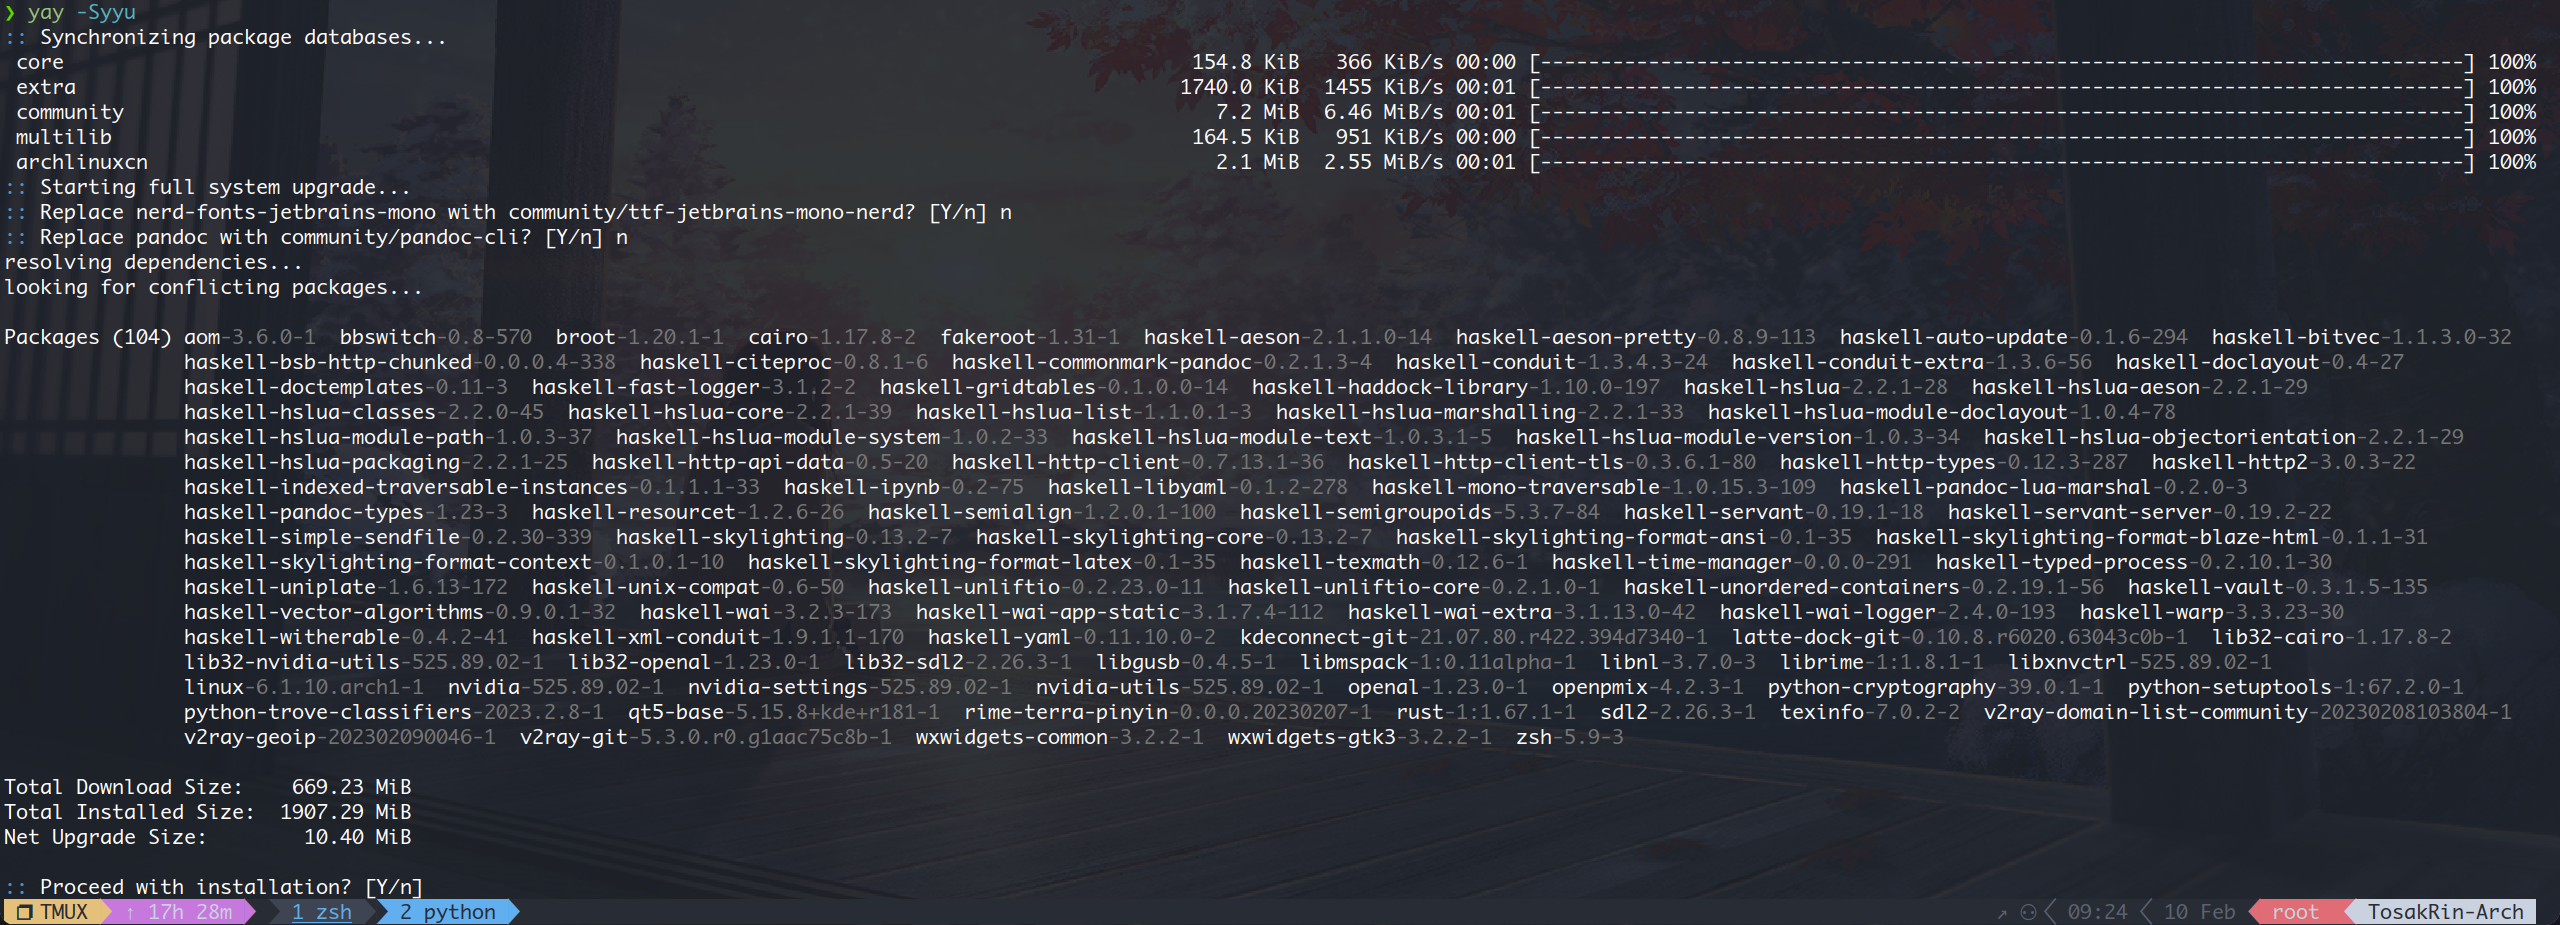 ❯ yay -Syyu
:: Synchronizing package databases...
core 154.8 KiB 366 KiB/s 00:00 [-----------------------------------------------------------------------------] 100%
extra 1740.0 KiB 1455 KiB/s 00:01 [-----------------------------------------------------------------------------] 100%
community 7.2 MiB 6.46 MiB/s 00:01 [-----------------------------------------------------------------------------] 100%
multilib 164.5 KiB 951 KiB/s 00:00 [-----------------------------------------------------------------------------] 100%
archlinuxcn 2.1 MiB 2.55 MiB/s 00:01 [-----------------------------------------------------------------------------] 100%
:: Starting full system upgrade...
:: Replace nerd-fonts-jetbrains-mono with community/ttf-jetbrains-mono-nerd? [Y/n] n
:: Replace pandoc with community/pandoc-cli? [Y/n] n
resolving dependencies...
looking for conflicting packages...
Packages (104) aom-3.6.0-1 bbswitch-0.8-570 broot-1.20.1-1 cairo-1.17.8-2 fakeroot-1.31-1 haskell-aeson-2.1.1.0-14 haskell-aeson-pretty-0.8.9-113 haskell-auto-update-0.1.6-294 haskell-bitvec-1.1.3.0-32
haskell-bsb-http-chunked-0.0.0.4-338 haskell-citeproc-0.8.1-6 haskell-commonmark-pandoc-0.2.1.3-4 haskell-conduit-1.3.4.3-24 haskell-conduit-extra-1.3.6-56 haskell-doclayout-0.4-27
haskell-doctemplates-0.11-3 haskell-fast-logger-3.1.2-2 haskell-gridtables-0.1.0.0-14 haskell-haddock-library-1.10.0-197 haskell-hslua-2.2.1-28 haskell-hslua-aeson-2.2.1-29
haskell-hslua-classes-2.2.0-45 haskell-hslua-core-2.2.1-39 haskell-hslua-list-1.1.0.1-3 haskell-hslua-marshalling-2.2.1-33 haskell-hslua-module-doclayout-1.0.4-78
haskell-hslua-module-path-1.0.3-37 haskell-hslua-module-system-1.0.2-33 haskell-hslua-module-text-1.0.3.1-5 haskell-hslua-module-version-1.0.3-34 haskell-hslua-objectorientation-2.2.1-29
haskell-hslua-packaging-2.2.1-25 haskell-http-api-data-0.5-20 haskell-http-client-0.7.13.1-36 haskell-http-client-tls-0.3.6.1-80 haskell-http-types-0.12.3-287 haskell-http2-3.0.3-22
haskell-indexed-traversable-instances-0.1.1.1-33 haskell-ipynb-0.2-75 haskell-libyaml-0.1.2-278 haskell-mono-traversable-1.0.15.3-109 haskell-pandoc-lua-marshal-0.2.0-3
haskell-pandoc-types-1.23-3 haskell-resourcet-1.2.6-26 haskell-semialign-1.2.0.1-100 haskell-semigroupoids-5.3.7-84 haskell-servant-0.19.1-18 haskell-servant-server-0.19.2-22
haskell-simple-sendfile-0.2.30-339 haskell-skylighting-0.13.2-7 haskell-skylighting-core-0.13.2-7 haskell-skylighting-format-ansi-0.1-35 haskell-skylighting-format-blaze-html-0.1.1-31
haskell-skylighting-format-context-0.1.0.1-10 haskell-skylighting-format-latex-0.1-35 haskell-texmath-0.12.6-1 haskell-time-manager-0.0.0-291 haskell-typed-process-0.2.10.1-30
haskell-uniplate-1.6.13-172 haskell-unix-compat-0.6-50 haskell-unliftio-0.2.23.0-11 haskell-unliftio-core-0.2.1.0-1 haskell-unordered-containers-0.2.19.1-56 haskell-vault-0.3.1.5-135
haskell-vector-algorithms-0.9.0.1-32 haskell-wai-3.2.3-173 haskell-wai-app-static-3.1.7.4-112 haskell-wai-extra-3.1.13.0-42 haskell-wai-logger-2.4.0-193 haskell-warp-3.3.23-30
haskell-witherable-0.4.2-41 haskell-xml-conduit-1.9.1.1-170 haskell-yaml-0.11.10.0-2 kdeconnect-git-21.07.80.r422.394d7340-1 latte-dock-git-0.10.8.r6020.63043c0b-1 lib32-cairo-1.17.8-2
lib32-nvidia-utils-525.89.02-1 lib32-openal-1.23.0-1 lib32-sdl2-2.26.3-1 libgusb-0.4.5-1 libmspack-1:0.11alpha-1 libnl-3.7.0-3 librime-1:1.8.1-1 libxnvctrl-525.89.02-1
linux-6.1.10.arch1-1 nvidia-525.89.02-1 nvidia-settings-525.89.02-1 nvidia-utils-525.89.02-1 openal-1.23.0-1 openpmix-4.2.3-1 python-cryptography-39.0.1-1 python-setuptools-1:67.2.0-1
python-trove-classifiers-2023.2.8-1 qt5-base-5.15.8+kde+r181-1 rime-terra-pinyin-0.0.0.20230207-1 rust-1:1.67.1-1 sdl2-2.26.3-1 texinfo-7.0.2-2 v2ray-domain-list-community-20230208103804-1
v2ray-geoip-202302090046-1 v2ray-git-5.3.0.r0.g1aac75c8b-1 wxwidgets-common-3.2.2-1 wxwidgets-gtk3-3.2.2-1 zsh-5.9-3
Total Download Size: 669.23 MiB
Total Installed Size: 1907.29 MiB
Net Upgrade Size: 10.40 MiB
:: Proceed with installation? [Y/n]
TMUX ↑ 17h 28m 1 zsh 2 python ↗ 09:24 10 Feb root TosakRin-Arch